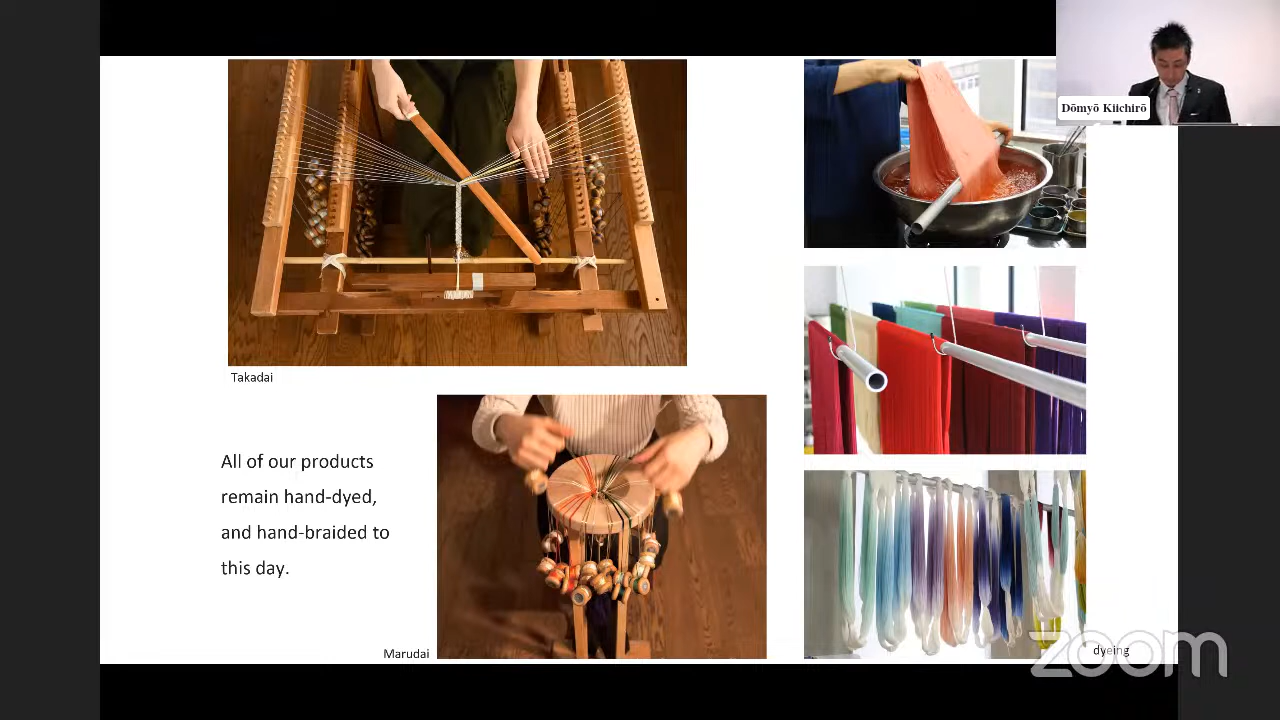 Dōmyō Kiichirō
Takadai
All of our products
remain hand-dyed,
and hand-braided to
this day.
Marudai
dyeing
zoom